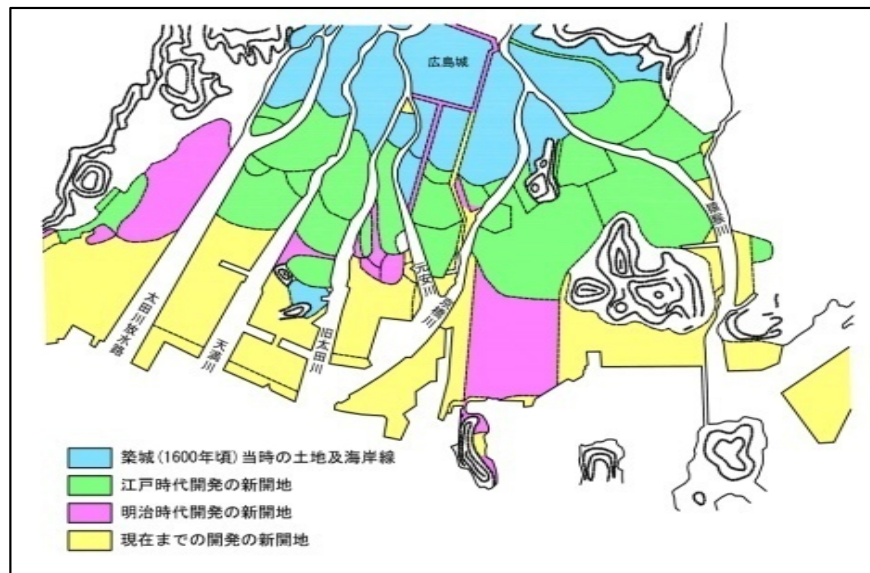 広島城
猿猴川
元安川
京橋川
太田川放水路
天満川
旧太田川
築城(1600年頃)当時の土地及海岸線
江戸時代開発の新開地
明治時代開発の新開地
現在までの開発の新開地